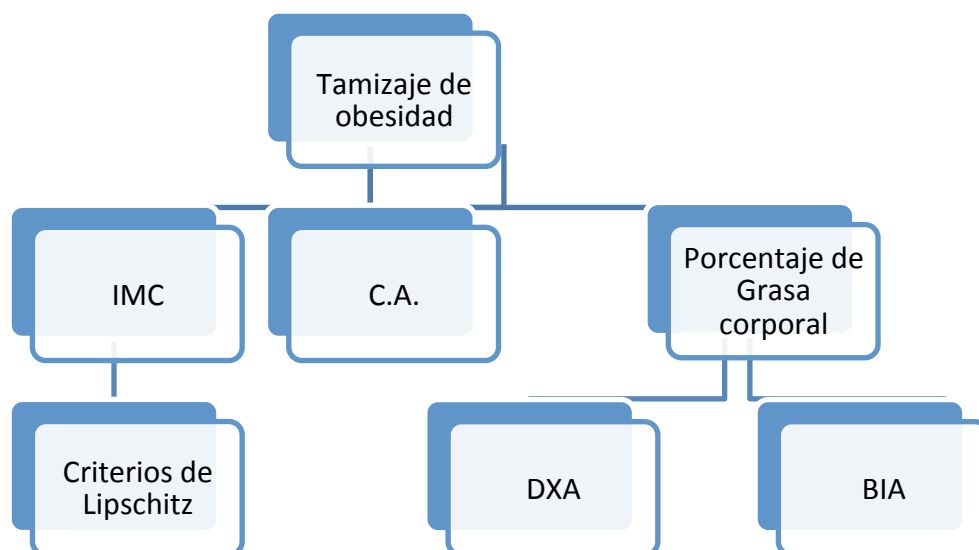 Tamizaje de
obesidad
IMC
C.A.
Porcentaje de
Grasa
corporal
Criterios de
Lipschitz
DXA
BIA